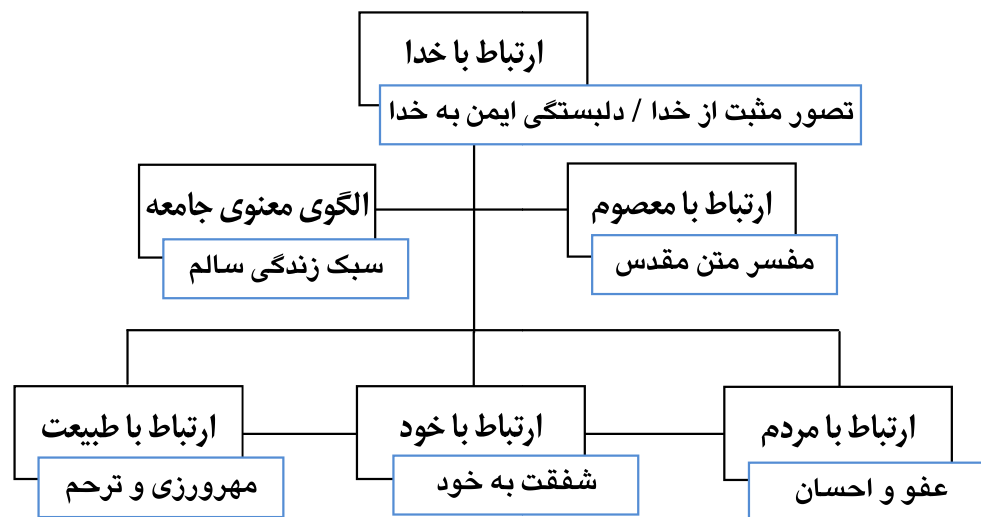 ارتباط با خدا
تصور مثبت از خدا / دلبستگی ایمن به خدا
ارتباط با معصوم
مفسر متن مقدس
الگوی معنوی جامعه
سبک زندگی سالم
ارتباط با مردم
عفو و احسان
ارتباط با خود
شفقت به خود
ارتباط با طبیعت
مهرورزی و ترحم